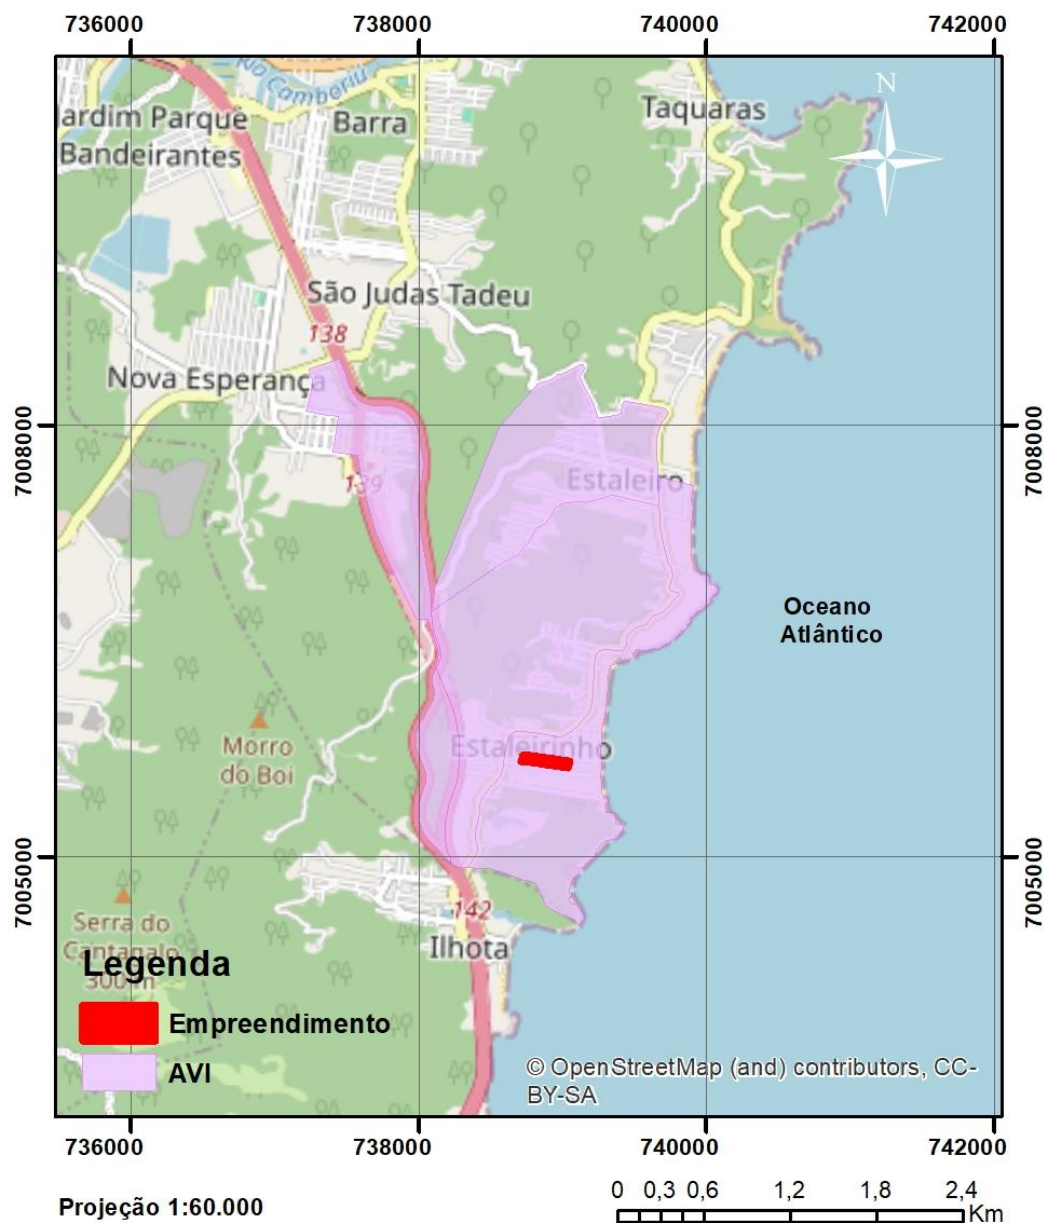 736000 738000 740000 742000
Rio Camboriú
Taquaras
N
Jardim Parque
Bandeirantes
Barra
São Judas Tadeu
138
Nova Esperança
7008000
7008000
139
Estaleiro
Oceano
Atlântico
Estaleirinho
Morro
do Boi
7005000
7005000
142
Serra do
Cantagalo
300 m
Ilhota
Legenda
Empreendimento
AVI
© OpenStreetMap (and) contributors, CC-
BY-SA
736000 738000 740000 742000
Projeção 1:60.000
0 0,3 0,6 1,2 1,8 2,4
Km